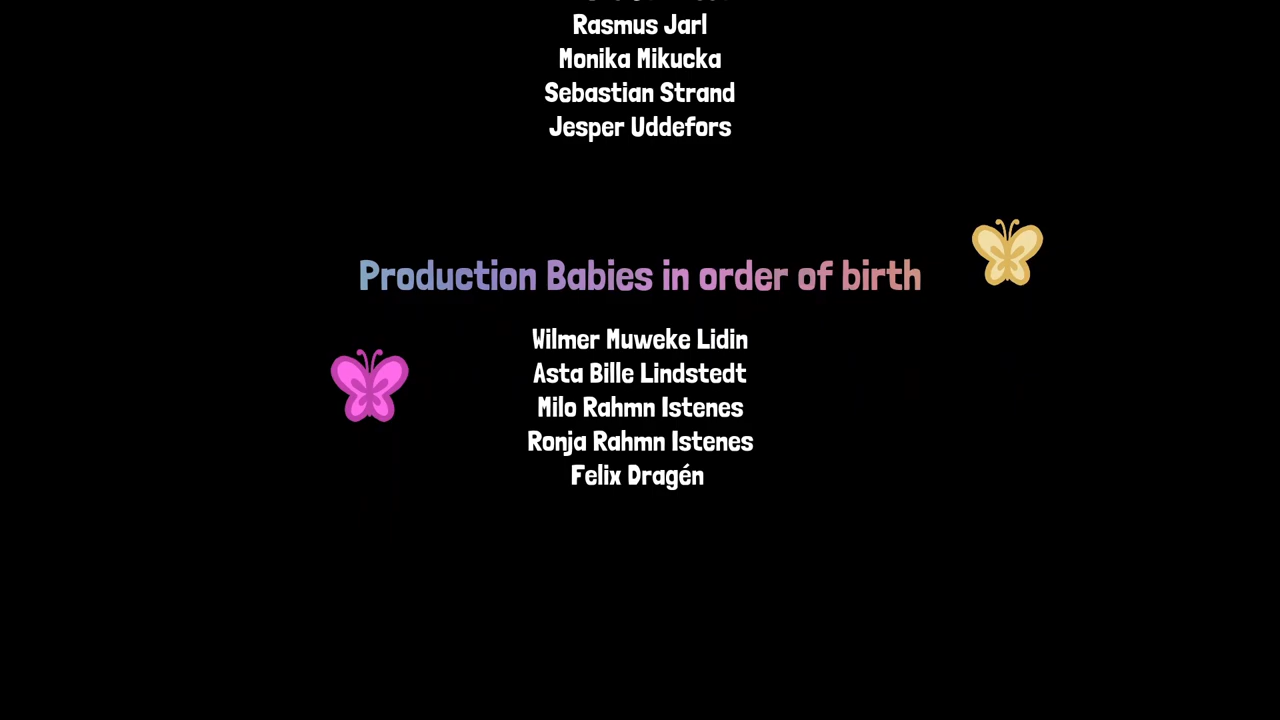 Rasmus Jarl
Monika Mikucka
Sebastian Strand
Jesper Uddefors
Production Babies in order of birth
Wilmer Muweke Lidin
Asta Bille Lindstedt
Milo Rahmn Istenes
Ronja Rahmn Istenes
Felix Dragén